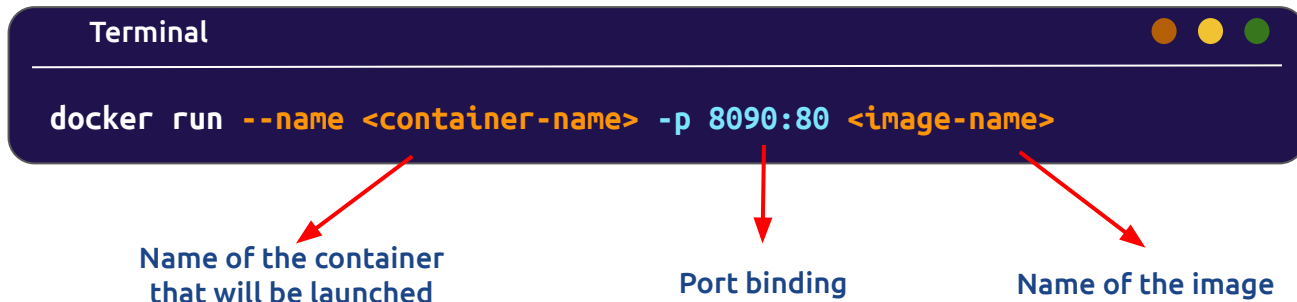 Terminal
docker run --name <container-name> -p 8090:80 <image-name>
Name of the container
that will be launched
Port binding
Name of the image